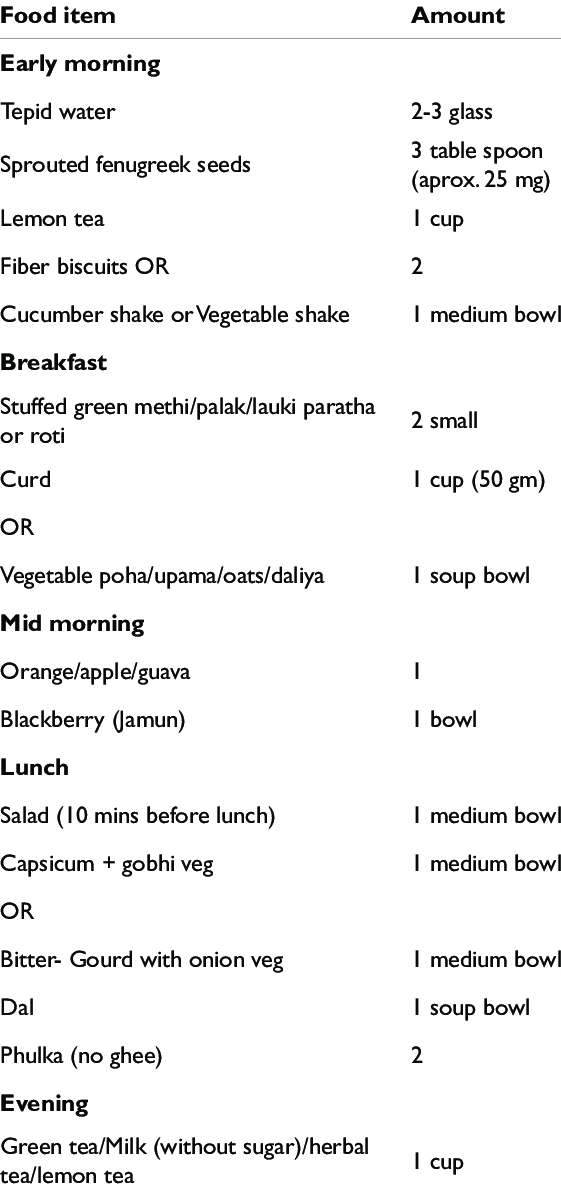 Food item Amount
Early morning
Tepid water 2-3 glass
Sprouted fenugreek seeds 3 table spoon
(aprox. 25 mg)
Lemon tea 1 cup
Fiber biscuits OR 2
Cucumber shake or Vegetable shake 1 medium bowl
Breakfast
Stuffed green methi/palak/lauki paratha
or roti 2 small
Curd 1 cup (50 gm)
OR
Vegetable poha/upama/oats/daliya 1 soup bowl
Mid morning
Orange/apple/guava 1
Blackberry (Jamun) 1 bowl
Lunch
Salad (10 mins before lunch) 1 medium bowl
Capsicum + gobhi veg 1 medium bowl
OR
Bitter- Gourd with onion veg 1 medium bowl
Dal 1 soup bowl
Phulka (no ghee) 2
Evening
Green tea/Milk (without sugar)/herbal
tea/lemon tea 1 cup